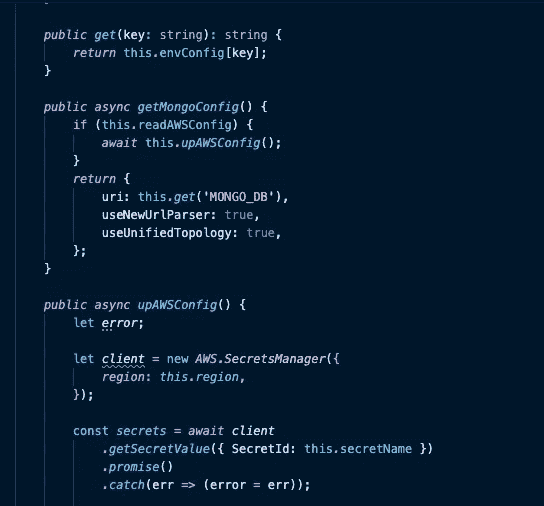 public get(key: string): string {
return this.envConfig[key];
}
public async getMongoConfig() {
if (this.readAWSConfig) {
await this.upAWSConfig();
}
return {
uri: this.get('MONGO_DB'),
useNewUrlParser: true,
useUnifiedTopology: true,
};
}
public async upAWSConfig() {
let error;
let client = new AWS.SecretsManager({
region: this.region,
});
const secrets = await client
.getSecretValue({ SecretId: this.secretName })
.promise()
.catch(err => (error = err));